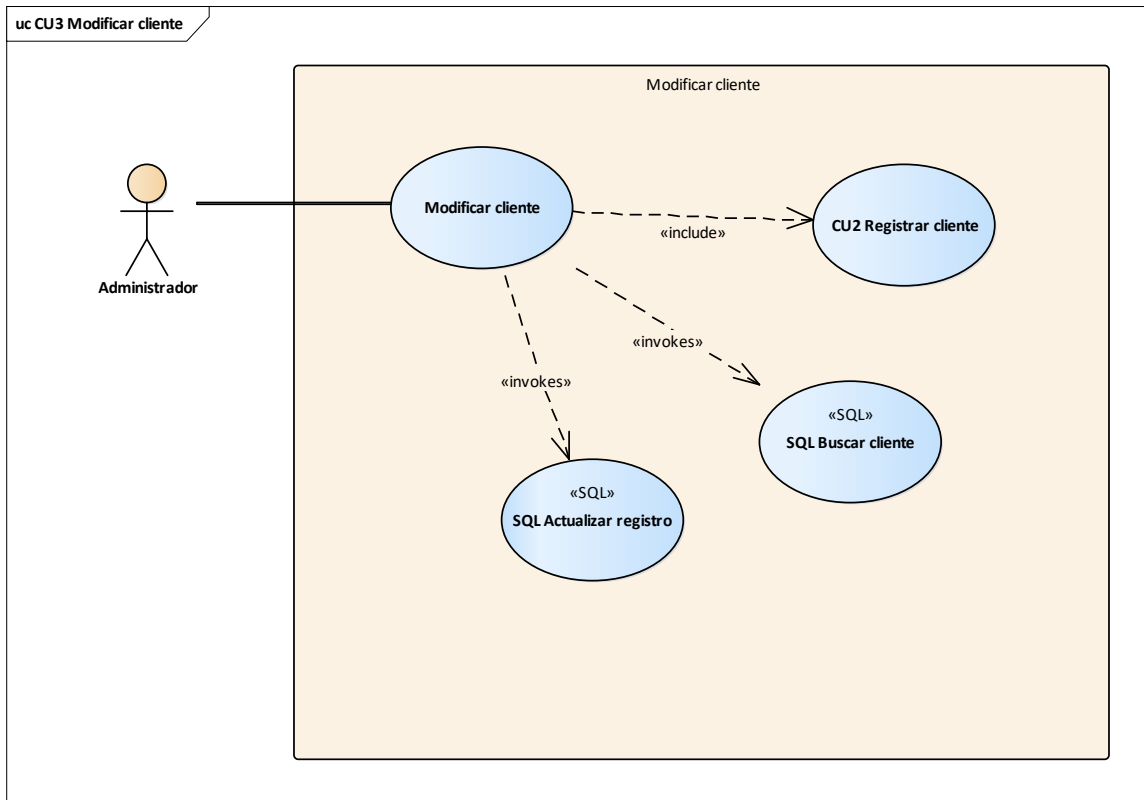 uc CU3 Modificar cliente
Modificar cliente
Administrador
Modificar cliente
«include»
CU2 Registrar cliente
«invokes»
«invokes»
«SQL»
SQL Buscar cliente
«SQL»
SQL Actualizar registro